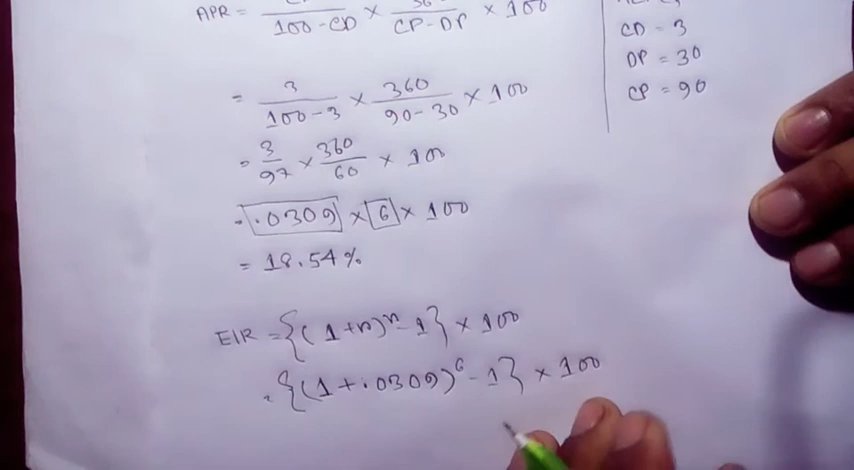 APR = / 100-CD × / CP-DP × 100
CD = 3
DP = 30
CP = 90
= 3 / 100-3 × 360 / 90-30 × 100
= 3 / 97 × 360 / 60 × 100
= .0309 × 6 × 100
= 18.54%
EIR = {(1+r)^n - 1} × 100
= {(1+.0309)^6 - 1} × 100